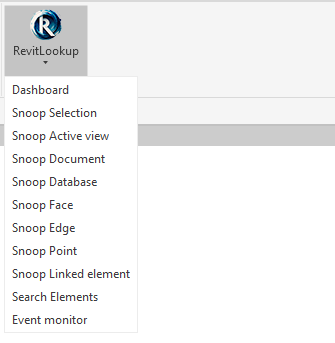 RevitLookup
Dashboard
Snoop Selection
Snoop Active view
Snoop Document
Snoop Database
Snoop Face
Snoop Edge
Snoop Point
Snoop Linked element
Search Elements
Event monitor